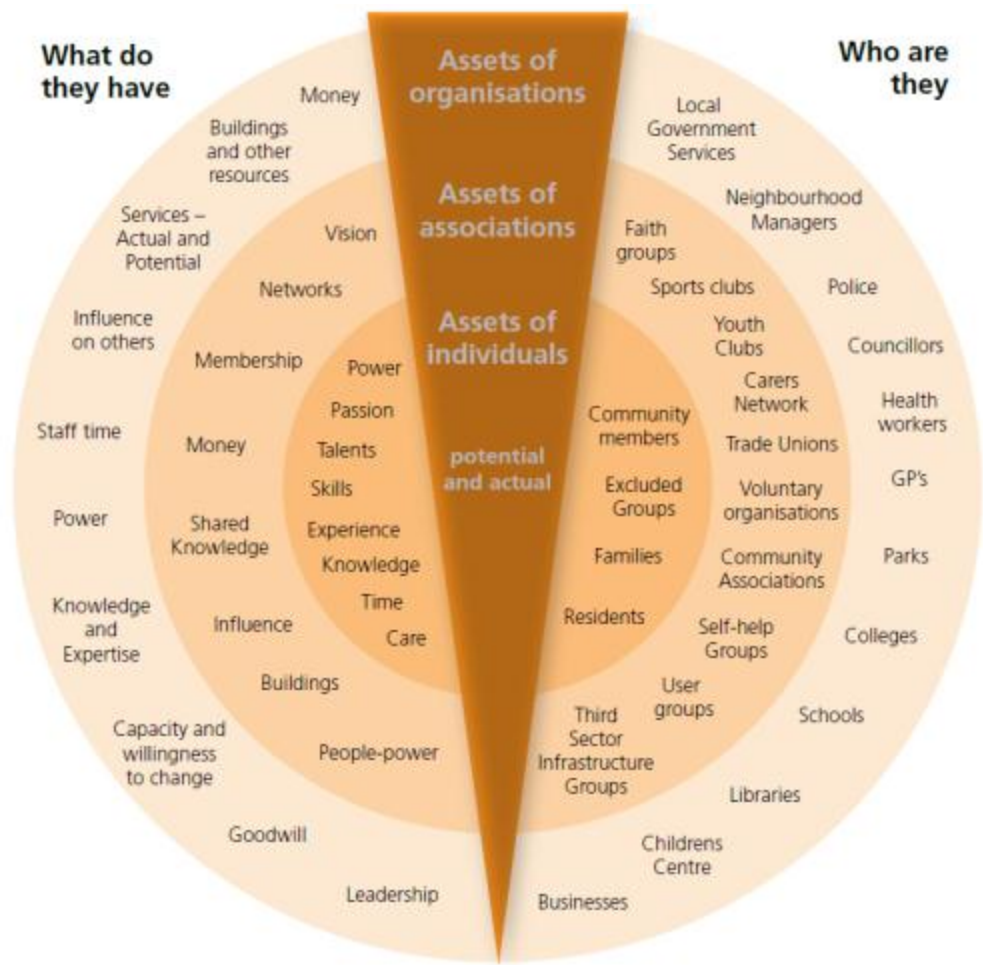 What do
they have
Who are
they
Assets of
organisations
Assets of
associations
Assets of
individuals
potential
and actual
Money
Buildings
and other
resources
Services –
Actual and
Potential
Influence
on others
Staff time
Power
Knowledge
and
Expertise
Capacity and
willingness
to change
Goodwill
Leadership
Vision
Networks
Membership
Money
Shared
Knowledge
Influence
Buildings
People-power
Power
Passion
Talents
Skills
Experience
Knowledge
Time
Care
Community
members
Excluded
Groups
Families
Residents
Faith
groups
Sports clubs
Youth
Clubs
Carers
Network
Trade Unions
Voluntary
organisations
Community
Associations
Self-help
Groups
User
groups
Third
Sector
Infrastructure
Groups
Local
Government
Services
Neighbourhood
Managers
Police
Councillors
Health
workers
GP's
Parks
Colleges
Schools
Libraries
Childrens
Centre
Businesses